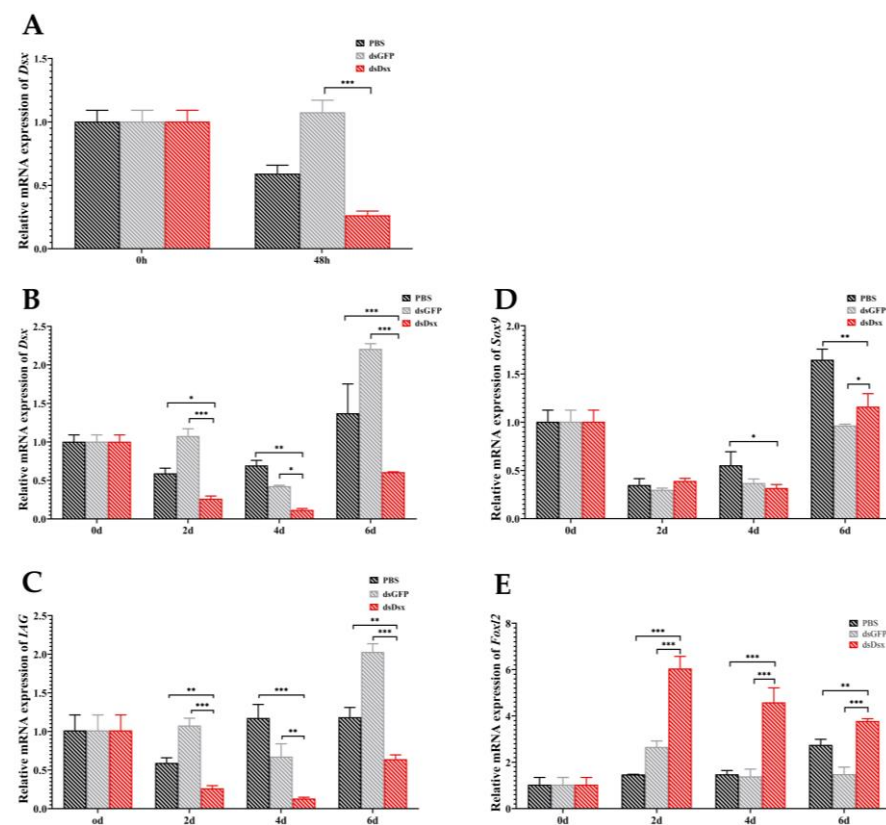 A
PBS
dsGFP
dsDsx
Relative mRNA expression of Dsx
1.5
1.0
0.5
0.0
***
0h
48h
B
PBS
dsGFP
dsDsx
Relative mRNA expression of Dsx
2.5
2.0
1.5
1.0
0.5
0.0
*
***
**
*
***
***
0d
2d
4d
6d
D
PBS
dsGFP
dsDsx
Relative mRNA expression of Sox9
2.0
1.5
1.0
0.5
0.0
*
**
*
0d
2d
4d
6d
C
PBS
dsGFP
dsDsx
Relative mRNA expression of IAG
2.5
2.0
1.5
1.0
0.5
0.0
**
***
***
**
**
***
od
2d
4d
6d
E
PBS
dsGFP
dsDsx
Relative mRNA expression of Foxl2
8
6
4
2
0
***
***
***
***
**
***
0d
2d
4d
6d